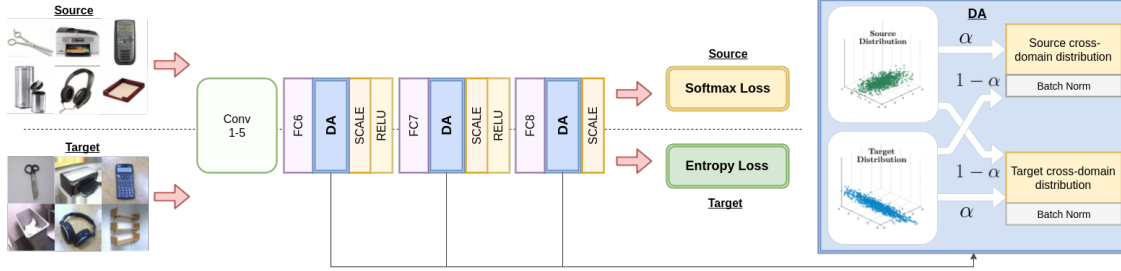 Source
Target
Conv
1-5
FC6
DA
SCALE
RELU
FC7
DA
SCALE
RELU
FC8
DA
SCALE
Source
Softmax Loss
Entropy Loss
Target
DA
Source
Distribution
Target
Distribution
α
1 − α
1 − α
α
Source cross-
domain distribution
Batch Norm
Target cross-domain
distribution
Batch Norm